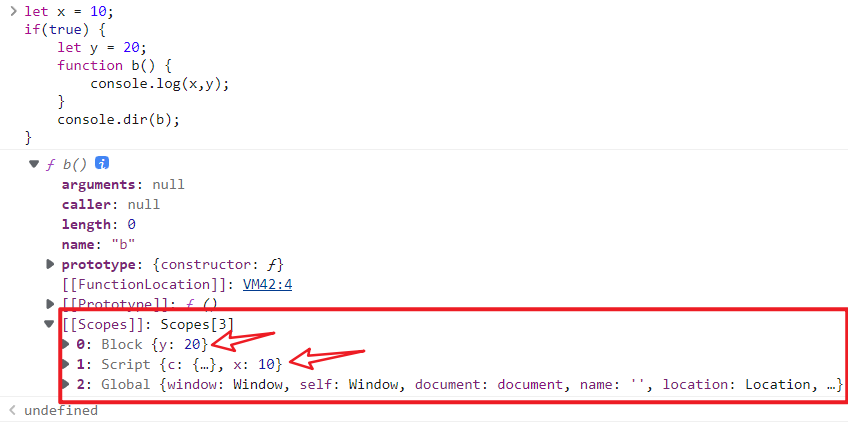 let x = 10;
if(true) {
    let y = 20;
    function b() {
        console.log(x,y);
    }
    console.dir(b);
}
ƒ b() i
arguments: null
caller: null
length: 0
name: "b"
prototype: {constructor: ƒ}
[[FunctionLocation]]: VM42:4
[[Prototype]]: ƒ ()
[[Scopes]]: Scopes[3]
0: Block {y: 20}
1: Script {c: {…}, x: 10}
2: Global {window: Window, self: Window, document: document, name: '', location: Location, …}
undefined